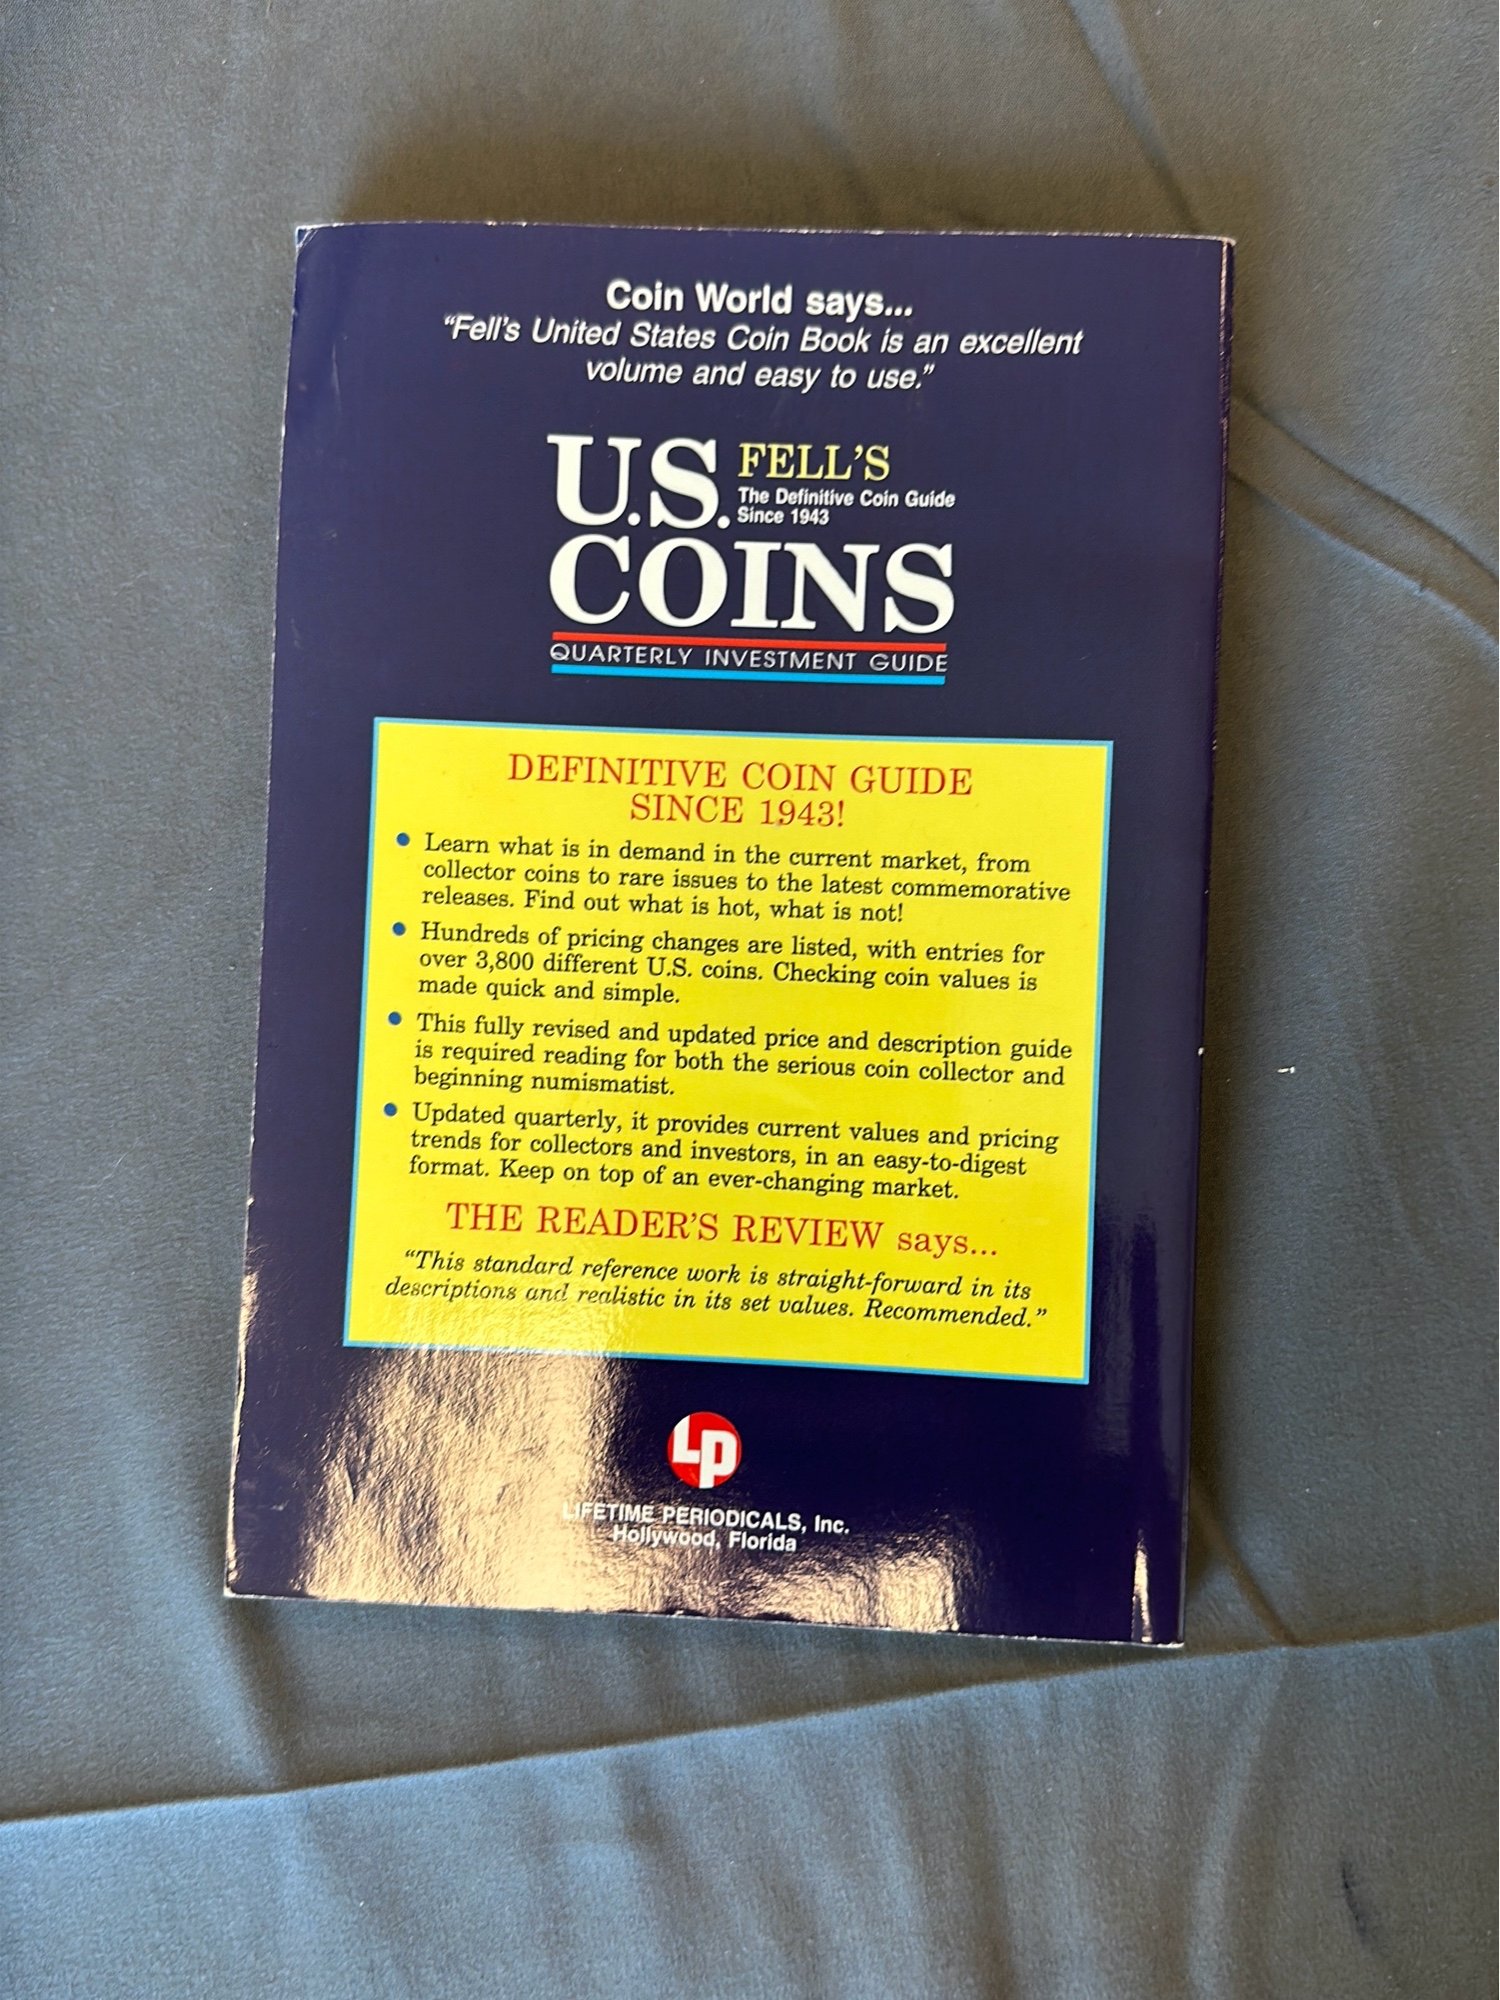 Coin World says...
“Fell’s United States Coin Book is an excellent
volume and easy to use.”
U.S. FELL’S
The Definitive Coin Guide
Since 1943
COINS
QUARTERLY INVESTMENT GUIDE
DEFINITIVE COIN GUIDE
SINCE 1943!
• Learn what is in demand in the current market, from
collector coins to rare issues to the latest commemorative
releases. Find out what is hot, what is not!
• Hundreds of pricing changes are listed, with entries for
over 3,800 different U.S. coins. Checking coin values is
made quick and simple.
• This fully revised and updated price and description guide
is required reading for both the serious coin collector and
beginning numismatist.
• Updated quarterly, it provides current values and pricing
trends for collectors and investors, in an easy-to-digest
format. Keep on top of an ever-changing market.
THE READER’S REVIEW says...
“This standard reference work is straight-forward in its
descriptions and realistic in its set values. Recommended.”
LP
LIFETIME PERIODICALS, Inc.
Hollywood, Florida